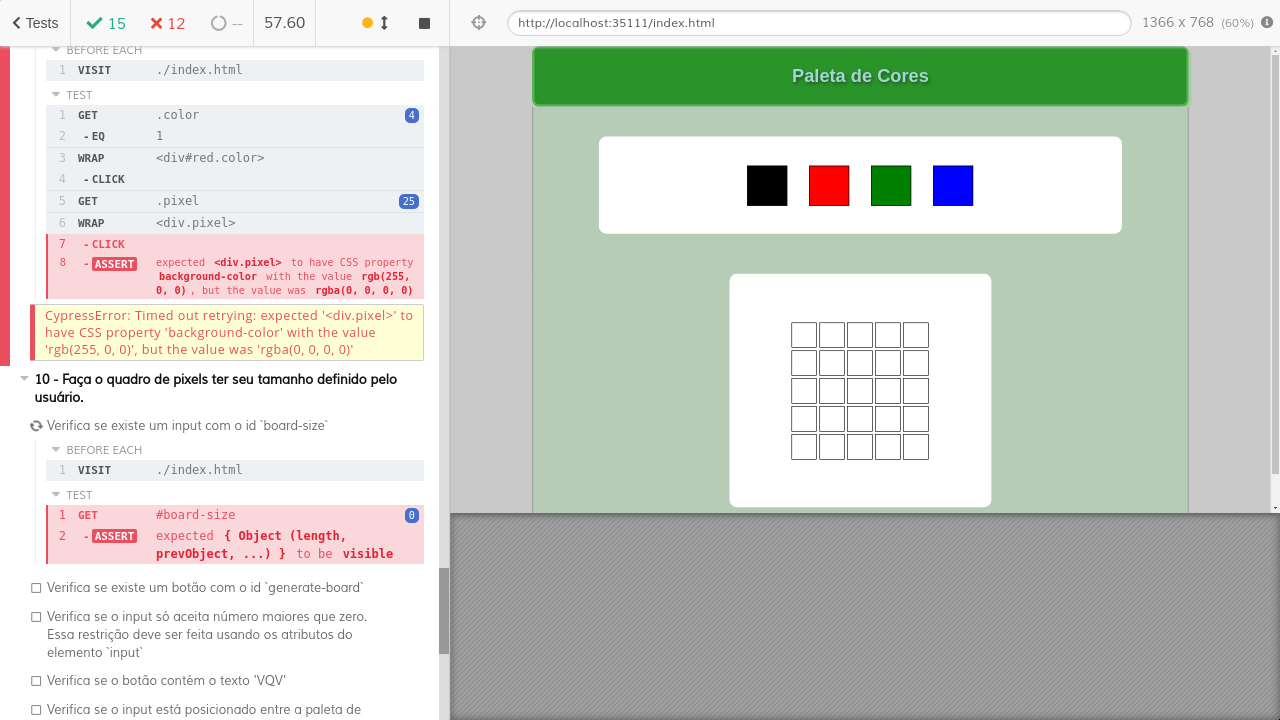 Tests
15
12
--
57.60
http://localhost:35111/index.html
1366 x 768 (60%)
BEFORE EACH
1 VISIT ./index.html
TEST
1 GET .color 4
2 - EQ 1
3 WRAP <div#red.color>
4 - CLICK
5 GET .pixel 25
6 WRAP <div.pixel>
7 - CLICK
8 - ASSERT expected <div.pixel> to have CSS property
background-color with the value rgb(255,
0, 0) , but the value was rgba(0, 0, 0, 0)
CypressError: Timed out retrying: expected '<div.pixel>' to
have CSS property 'background-color' with the value
'rgb(255, 0, 0)', but the value was 'rgba(0, 0, 0, 0)'
10 - Faça o quadro de pixels ter seu tamanho definido pelo
usuário.
Verifica se existe um input com o id `board-size`
BEFORE EACH
1 VISIT ./index.html
TEST
1 GET #board-size 0
2 - ASSERT expected { Object (length,
prevObject, ...) } to be visible
Verifica se existe um botão com o id `generate-board`
Verifica se o input só aceita número maiores que zero.
Essa restrição deve ser feita usando os atributos do
elemento `input`
Verifica se o botão contém o texto 'VQV'
Verifica se o input está posicionado entre a paleta de
Paleta de Cores